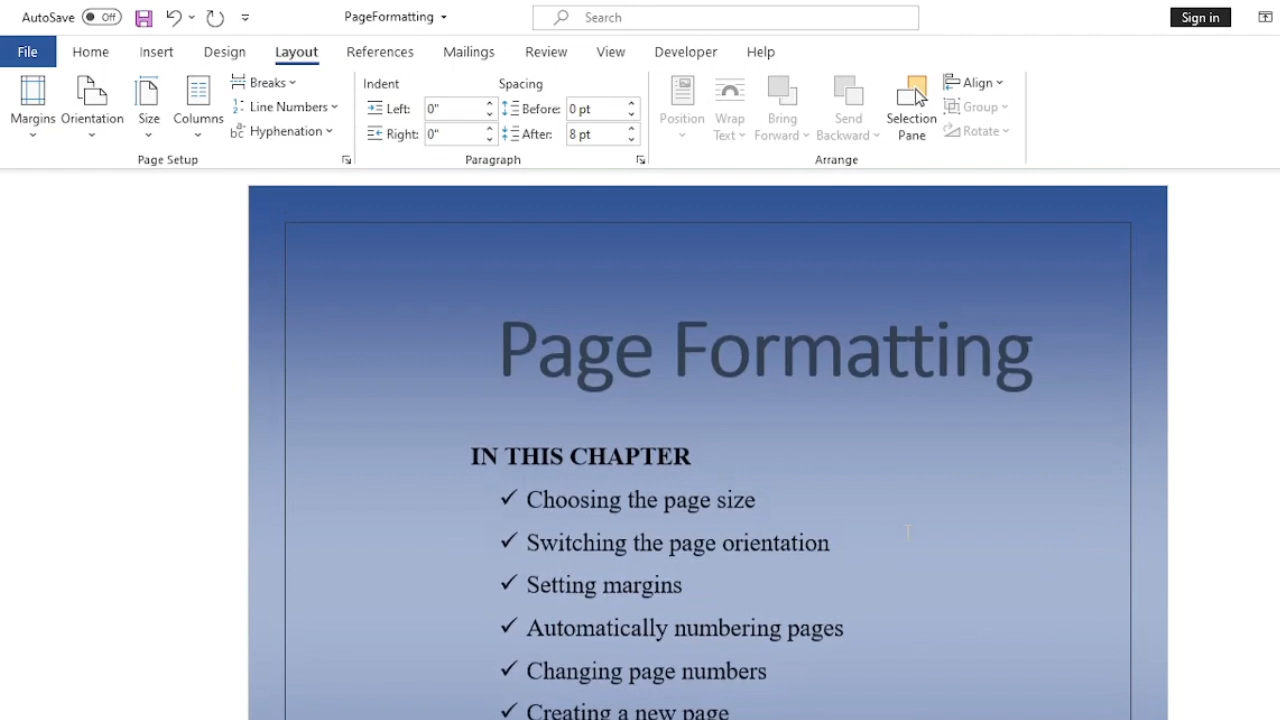 AutoSave Off PageFormatting Search Sign in
File Home Insert Design Layout References Mailings Review View Developer Help
Margins Orientation Size Columns
Breaks
Line Numbers
Hyphenation
Page Setup
Indent Spacing
Left: 0" Before: 0 pt
Right: 0" After: 8 pt
Paragraph
Position Wrap Text Bring Forward Send Backward Selection Pane
Align
Group
Rotate
Arrange
Page Formatting
IN THIS CHAPTER
✓ Choosing the page size
✓ Switching the page orientation
✓ Setting margins
✓ Automatically numbering pages
✓ Changing page numbers
✓ Creating a new page